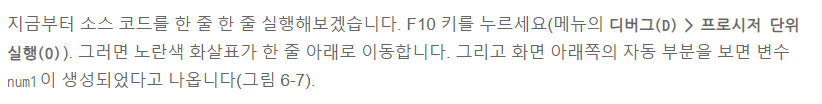 지금부터 소스 코드를 한 줄 한 줄 실행해보겠습니다. F10 키를 누르세요(메뉴의 디버그(D) > 프로시저 단위
실행(O)). 그러면 노란색 화살표가 한 줄 아래로 이동합니다. 그리고 화면 아래쪽의 자동 부분을 보면 변수
num1이 생성되었다고 나옵니다(그림 6-7).